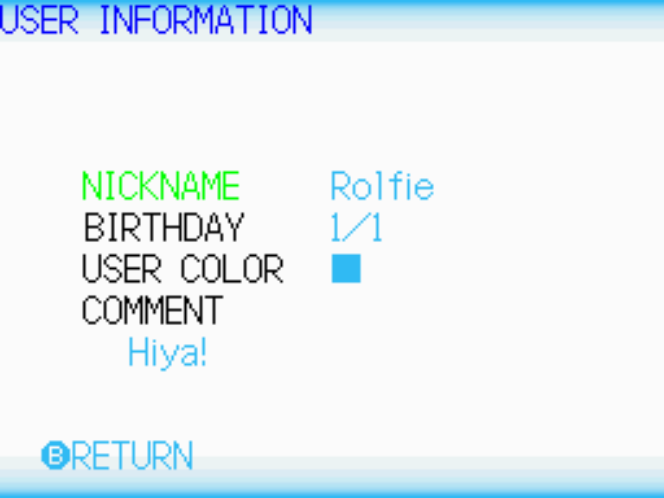 USER INFORMATION
NICKNAME Rolfie
BIRTHDAY 1/1
USER COLOR
COMMENT
Hiya!
B RETURN